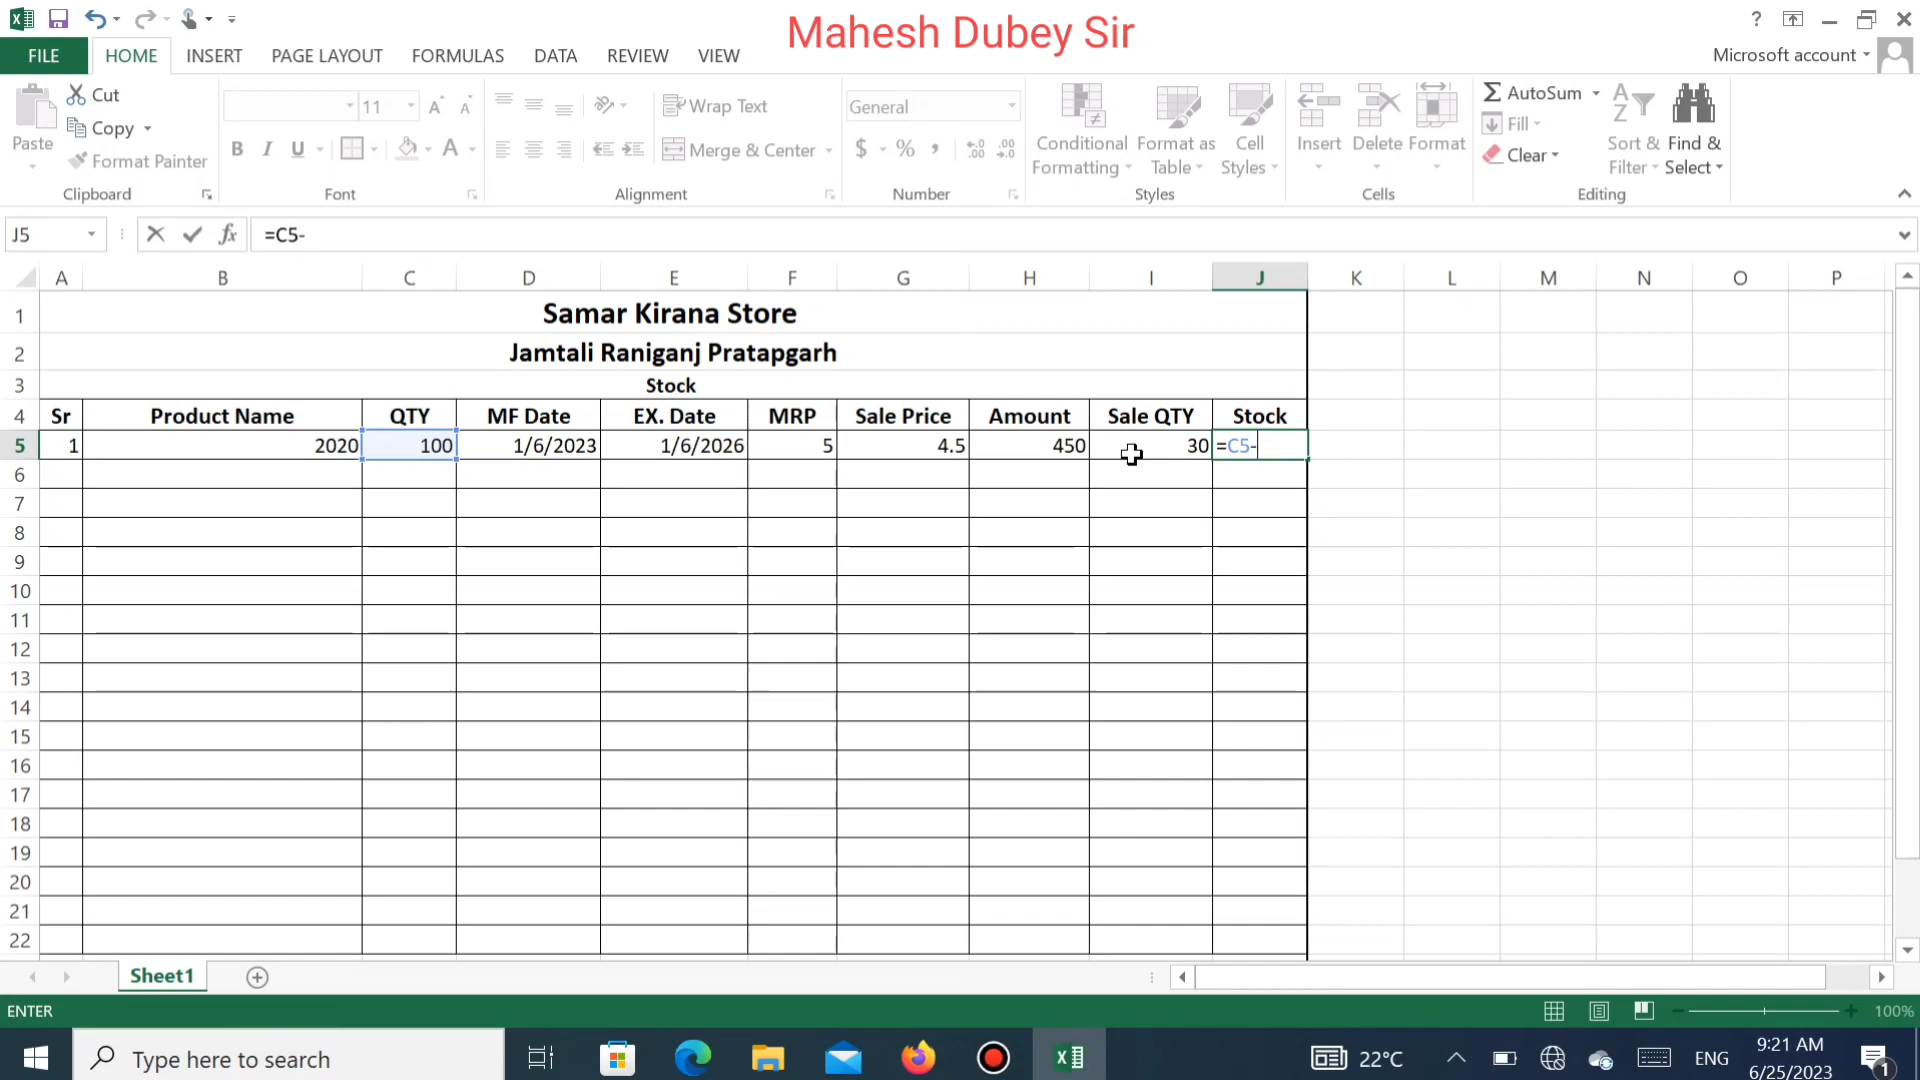 Mahesh Dubey Sir
?
FILE HOME INSERT PAGE LAYOUT FORMULAS DATA REVIEW VIEW Microsoft account
Paste Cut Copy Format Painter Clipboard
11 B I U A A A Font
Wrap Text Merge & Center Alignment
General $ % , Number
Conditional Formatting Format as Table Cell Styles Styles
Insert Delete Format Cells
AutoSum Fill Clear Sort & Filter Find & Select Editing
J5 fx =C5-
A B C D E F G H I J K L M N O P
1 Samar Kirana Store
2 Jamtali Raniganj Pratapgarh
3 Stock
4 Sr Product Name QTY MF Date EX. Date MRP Sale Price Amount Sale QTY Stock
5 1 2020 100 1/6/2023 1/6/2026 5 4.5 450 30 =C5-
6
7
8
9
10
11
12
13
14
15
16
17
18
19
20
21
22
Sheet1
ENTER 100%
Type here to search 22°C ENG 9:21 AM
6/25/2023 1